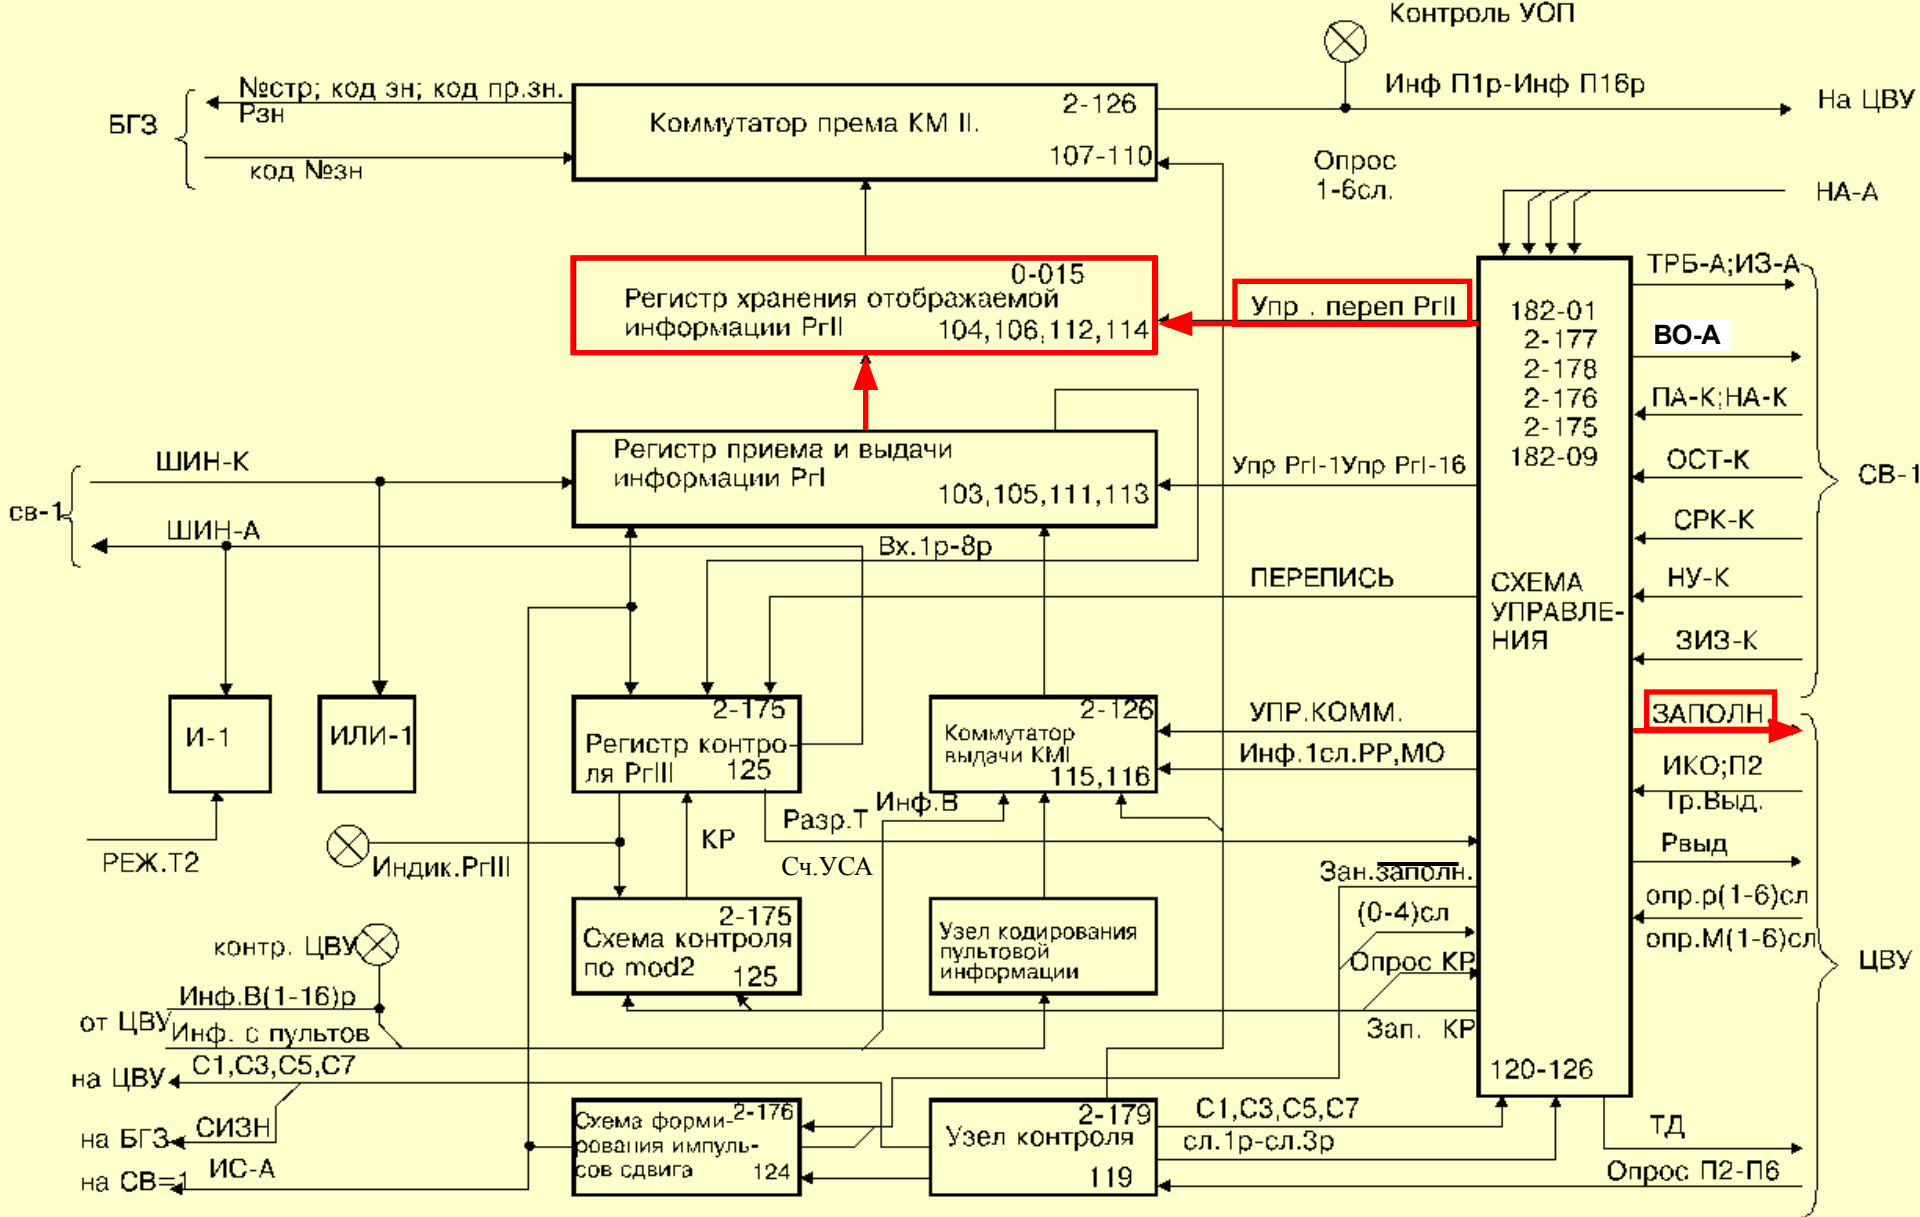 Контроль УОП
№стр; код зн; код пр.зн.
Рзн
БГЗ
код №зн
2-126
Коммутатор према КМ II.
107-110
Инф П1р-Инф П16р
На ЦВУ
Опрос
1-6сл.
НА-А
0-015
Регистр хранения отображаемой
информации РгII
104,106,112,114
Упр . переп РгII
182-01
2-177
2-178
2-176
2-175
182-09
СХЕМА
УПРАВЛЕ-
НИЯ
120-126
ТРБ-А;ИЗ-А
ВО-А
ПА-К;НА-К
ОСТ-К
СРК-К
НУ-К
ЗИЗ-К
СВ-1
ШИН-К
св-1
ШИН-А
Регистр приема и выдачи
информации РгI
103,105,111,113
Упр РгI-1Упр РгI-16
Вх.1р-8р
ПЕРЕПИСЬ
И-1
ИЛИ-1
РЕЖ.Т2
2-175
Регистр контро-
ля РгIII
125
2-126
Коммутатор
выдачи КМI
115,116
УПР.КОММ.
Инф.1сл.РР,МО
ЗАПОЛН.
ИКО;П2
Тр.Выд.
Рвыд
опр.р(1-6)сл
опр.М(1-6)сл
ЦВУ
Индик.РгIII
КР
Разр.Т
Инф.В
Сч.УСА
Зан.заполн.
(0-4)сл
Опрос КР
Зап. КР
2-175
Схема контроля
по mod2
125
Узел кодирования
пультовой
информации
контр. ЦВУ
Инф.В(1-16)р
от ЦВУ
Инф. с пультов
С1,С3,С5,С7
на ЦВУ
СИЗН
на БГЗ
ИС-А
на СВ=1
2-176
Схема форми-
рования импуль-
сов сдвига
124
2-179
Узел контроля
119
С1,С3,С5,С7
сл.1р-сл.3р
ТД
Опрос П2-П6